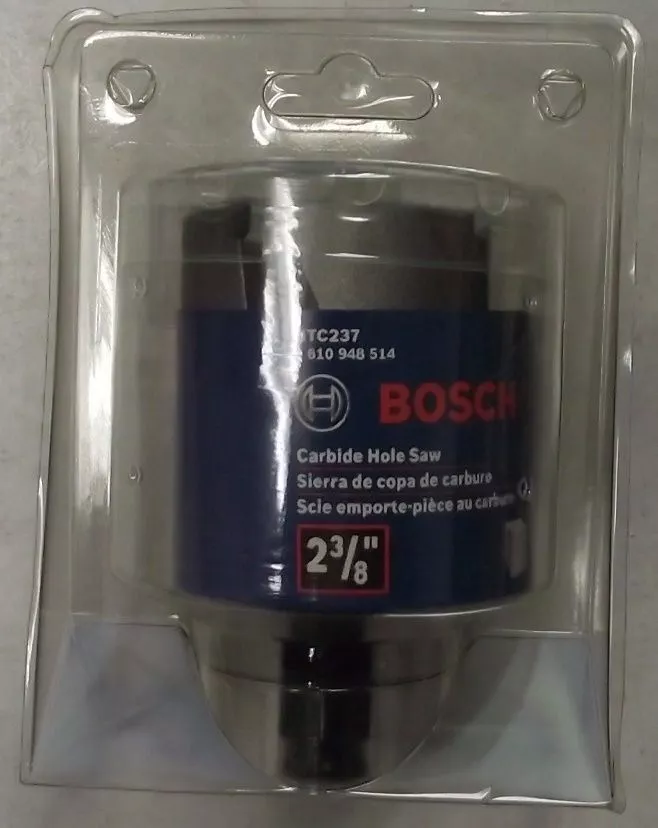 TC237
610 948 514
BOSCH
Carbide Hole Saw
Sierra de copa de carburo
Scie emporte-pièce au carbure
2 3/8"